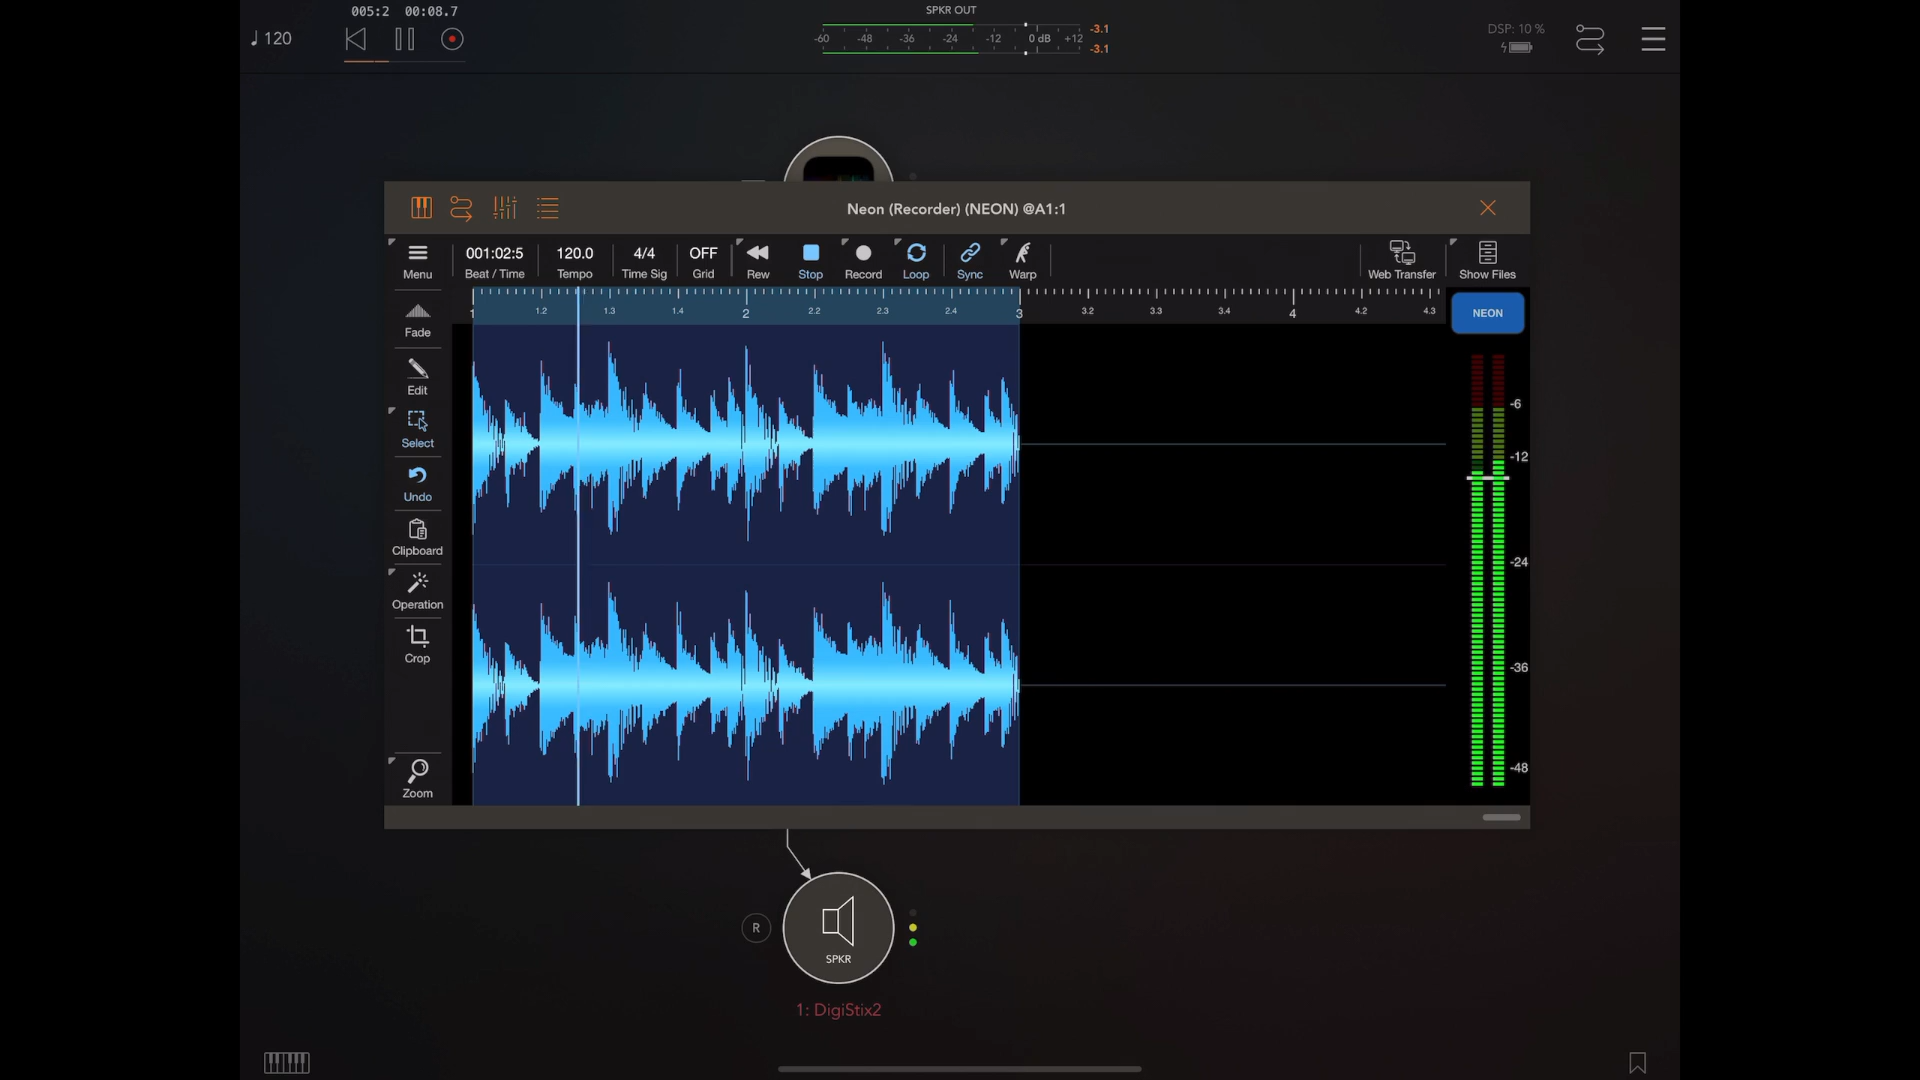 005:2 00:08.7
120
SPKR OUT
-60 -48 -36 -24 -12 0 dB +12
-3.1
-3.1
DSP: 10 %
Neon (Recorder) (NEON) @A1:1
Menu
001:02:5
Beat / Time
120.0
Tempo
4/4
Time Sig
OFF
Grid
Rew
Stop
Record
Loop
Sync
Warp
Web Transfer
Show Files
1 1.2 1.3 1.4 2 2.2 2.3 2.4 3 3.2 3.3 3.4 4 4.2 4.3
NEON
Fade
Edit
Select
Undo
Clipboard
Operation
Crop
Zoom
-6
-12
-24
-36
-48
R
SPKR
1: DigiStix2